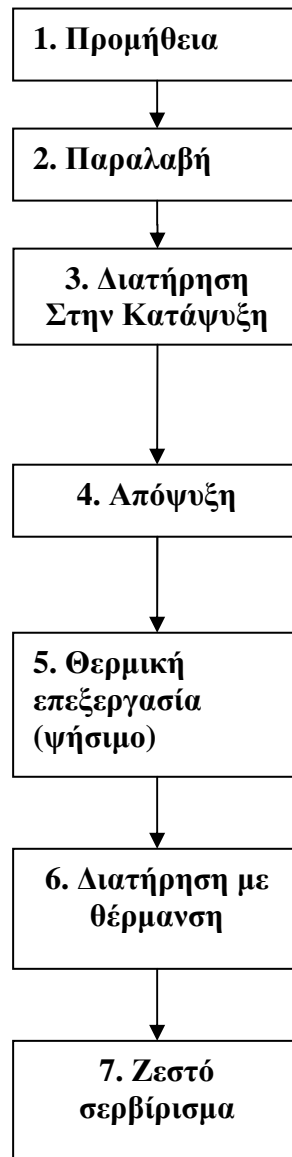 1. Προμήθεια
2. Παραλαβή
3. Διατήρηση
Στην Κατάψυξη
4. Απόψυξη
5. Θερμική
επεξεργασία
(ψήσιμο)
6. Διατήρηση με
θέρμανση
7. Ζεστό
σερβίρισμα